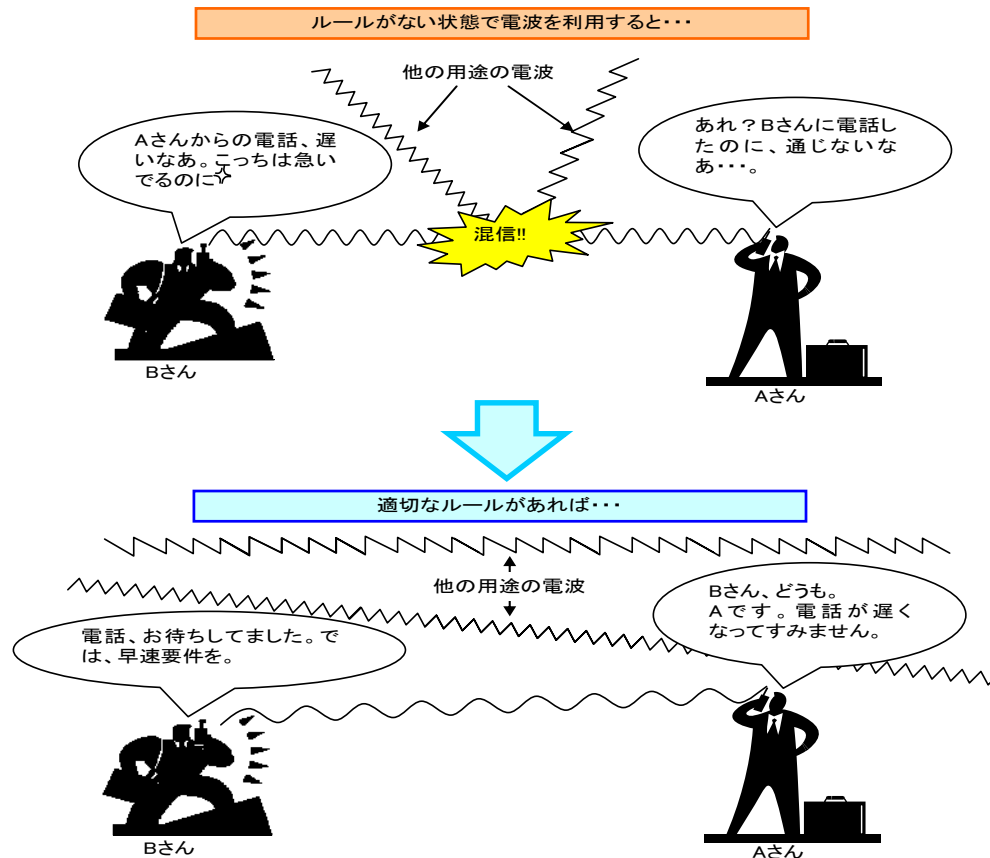 ルールがない状態で電波を利用すると･･･
他の用途の電波
Aさんからの電話、遅
いなあ。こっちは急い
でるのに
あれ？Bさんに電話し
たのに、通じないな
あ･･･。
混信!!
Bさん
Aさん
適切なルールがあれば･･･
他の用途の電波
Bさん、どうも。
Aです。電話が遅く
なってすみません。
電話、お待ちしてました。で
は、早速要件を。
Bさん
Aさん